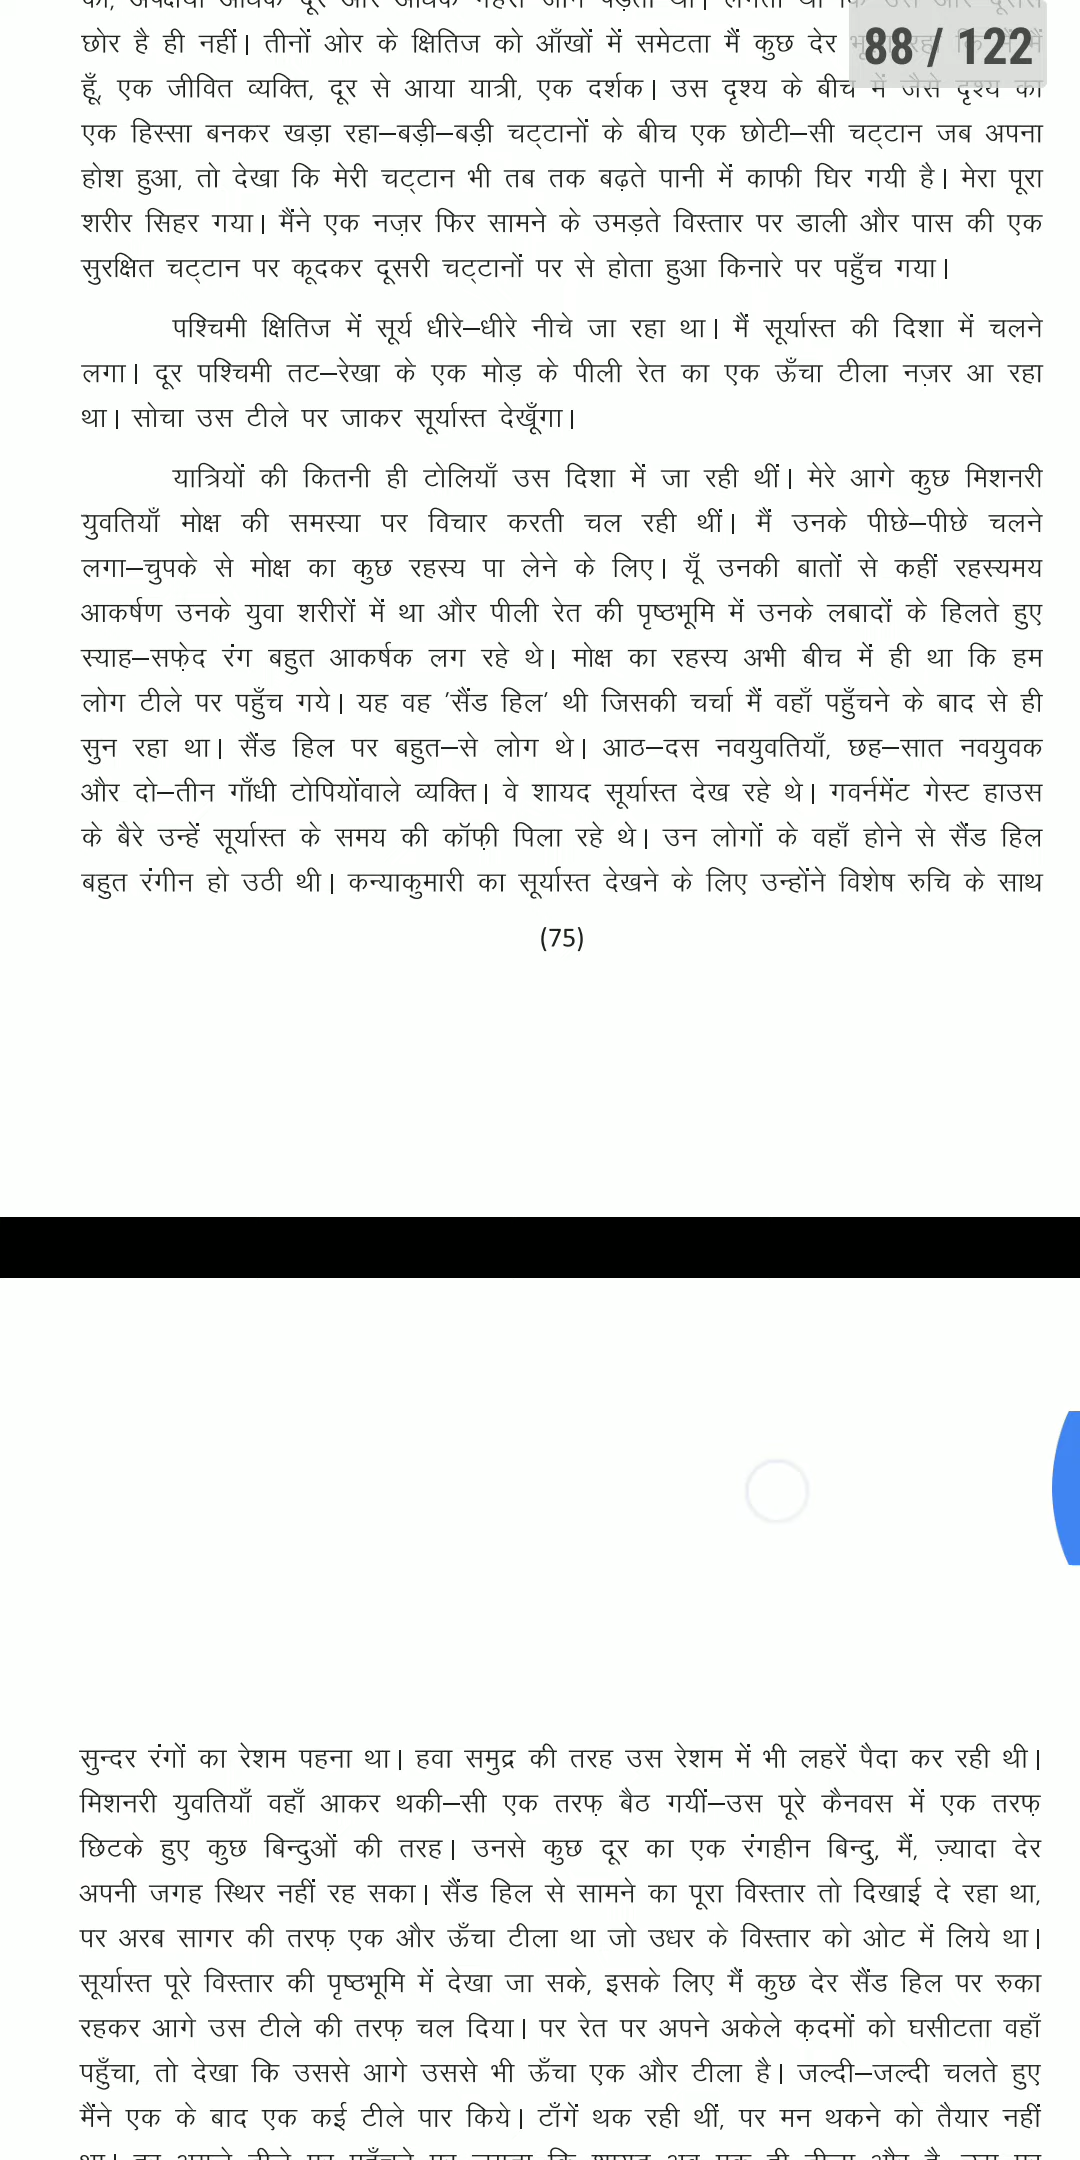 88 / 122
छोर है ही नहीं। तीनों ओर के क्षितिज को आँखों में समेटता मैं कुछ देर
हूँ, एक जीवित व्यक्ति, दूर से आया यात्री, एक दर्शक। उस दृश्य के बीच में जैसे दृश्य का
एक हिस्सा बनकर खड़ा रहा–बड़ी–बड़ी चट्टानों के बीच एक छोटी–सी चट्टान जब अपना
होश हुआ, तो देखा कि मेरी चट्टान भी तब तक बढ़ते पानी में काफी घिर गयी है। मेरा पूरा
शरीर सिहर गया। मैंने एक नज़र फिर सामने के उमड़ते विस्तार पर डाली और पास की एक
सुरक्षित चट्टान पर कूदकर दूसरी चट्टानों पर से होता हुआ किनारे पर पहुँच गया।
पश्चिमी क्षितिज में सूर्य धीरे–धीरे नीचे जा रहा था। मैं सूर्यास्त की दिशा में चलने
लगा। दूर पश्चिमी तट–रेखा के एक मोड़ के पीली रेत का एक ऊँचा टीला नज़र आ रहा
था। सोचा उस टीले पर जाकर सूर्यास्त देखूँगा।
यात्रियों की कितनी ही टोलियाँ उस दिशा में जा रही थीं। मेरे आगे कुछ मिशनरी
युवतियाँ मोक्ष की समस्या पर विचार करती चल रही थीं। मैं उनके पीछे–पीछे चलने
लगा–चुपके से मोक्ष का कुछ रहस्य पा लेने के लिए। यूँ उनकी बातों से कहीं रहस्यमय
आकर्षण उनके युवा शरीरों में था और पीली रेत की पृष्ठभूमि में उनके लबादों के हिलते हुए
स्याह–सफ़ेद रंग बहुत आकर्षक लग रहे थे। मोक्ष का रहस्य अभी बीच में ही था कि हम
लोग टीले पर पहुँच गये। यह वह 'सैंड हिल' थी जिसकी चर्चा मैं वहाँ पहुँचने के बाद से ही
सुन रहा था। सैंड हिल पर बहुत–से लोग थे। आठ–दस नवयुवतियाँ, छह–सात नवयुवक
और दो–तीन गाँधी टोपियोंवाले व्यक्ति। वे शायद सूर्यास्त देख रहे थे। गवर्नमेंट गेस्ट हाउस
के बैरे उन्हें सूर्यास्त के समय की कॉफ़ी पिला रहे थे। उन लोगों के वहाँ होने से सैंड हिल
बहुत रंगीन हो उठी थी। कन्याकुमारी का सूर्यास्त देखने के लिए उन्होंने विशेष रुचि के साथ
(75)
सुन्दर रंगों का रेशम पहना था। हवा समुद्र की तरह उस रेशम में भी लहरें पैदा कर रही थी।
मिशनरी युवतियाँ वहाँ आकर थकी–सी एक तरफ़ बैठ गयीं–उस पूरे कैनवस में एक तरफ़
छिटके हुए कुछ बिन्दुओं की तरह। उनसे कुछ दूर का एक रंगहीन बिन्दु, मैं, ज़्यादा देर
अपनी जगह स्थिर नहीं रह सका। सैंड हिल से सामने का पूरा विस्तार तो दिखाई दे रहा था,
पर अरब सागर की तरफ़ एक और ऊँचा टीला था जो उधर के विस्तार को ओट में लिये था।
सूर्यास्त पूरे विस्तार की पृष्ठभूमि में देखा जा सके, इसके लिए मैं कुछ देर सैंड हिल पर रुका
रहकर आगे उस टीले की तरफ़ चल दिया। पर रेत पर अपने अकेले क़दमों को घसीटता वहाँ
पहुँचा, तो देखा कि उससे आगे उससे भी ऊँचा एक और टीला है। जल्दी–जल्दी चलते हुए
मैंने एक के बाद एक कई टीले पार किये। टाँगें थक रही थीं, पर मन थकने को तैयार नहीं